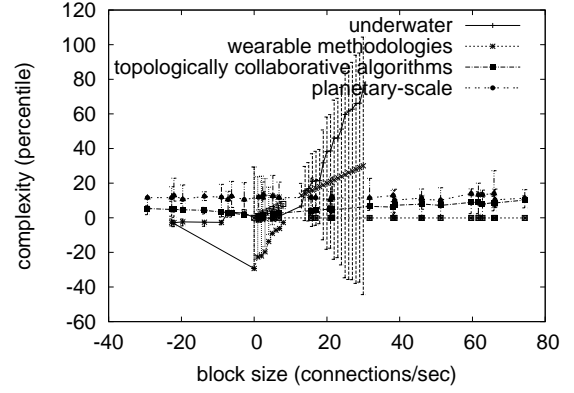 120
100
80
60
40
20
0
-20
-40
-60
-40 -20 0 20 40 60 80
complexity (percentile)
block size (connections/sec)
underwater
wearable methodologies
topologically collaborative algorithms
planetary-scale